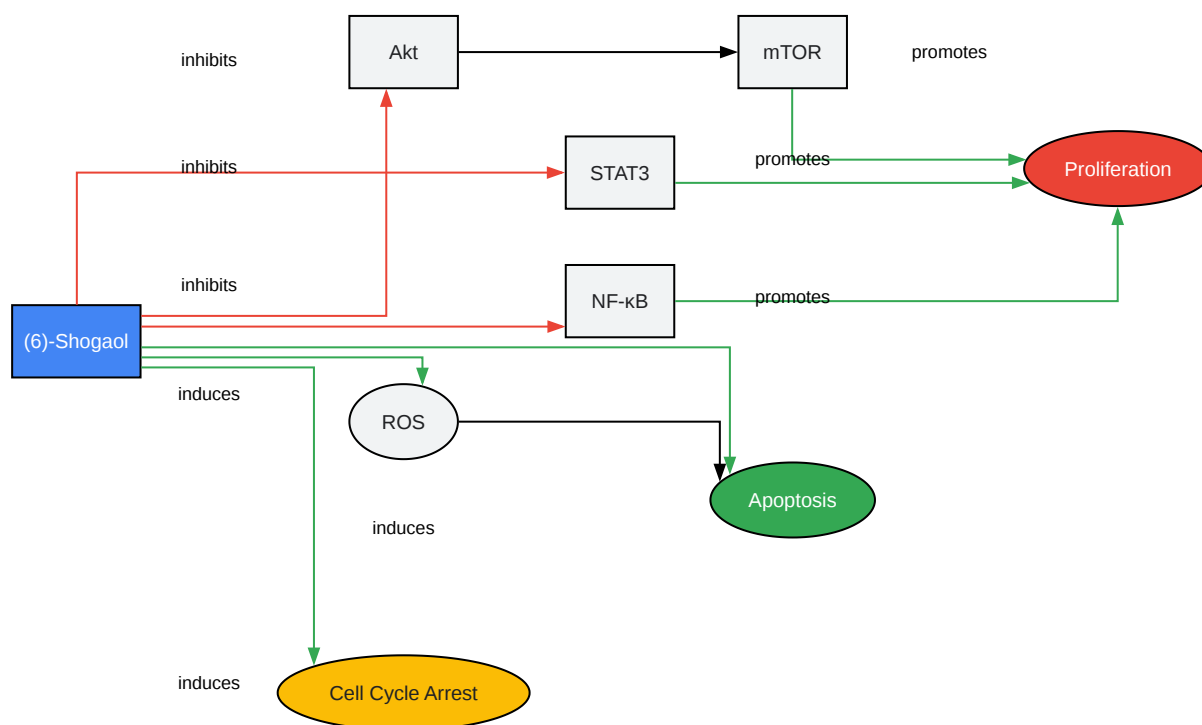 Akt
mTOR
promotes
inhibits
inhibits
STAT3
promotes
Proliferation
inhibits
NF-κB
promotes
(6)-Shogaol
induces
ROS
Apoptosis
induces
induces
Cell Cycle Arrest